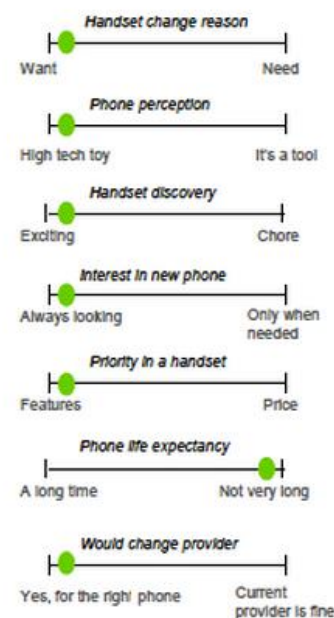 Handset change reason
Want Need
Phone perception
High tech toy It's a tool
Handset discovery
Exciting Chore
Interest in new phone
Always looking Only when
needed
Priority in a handset
Features Price
Phone life expectancy
A long time Not very long
Would change provider
Yes, for the right phone Current
provider is fine